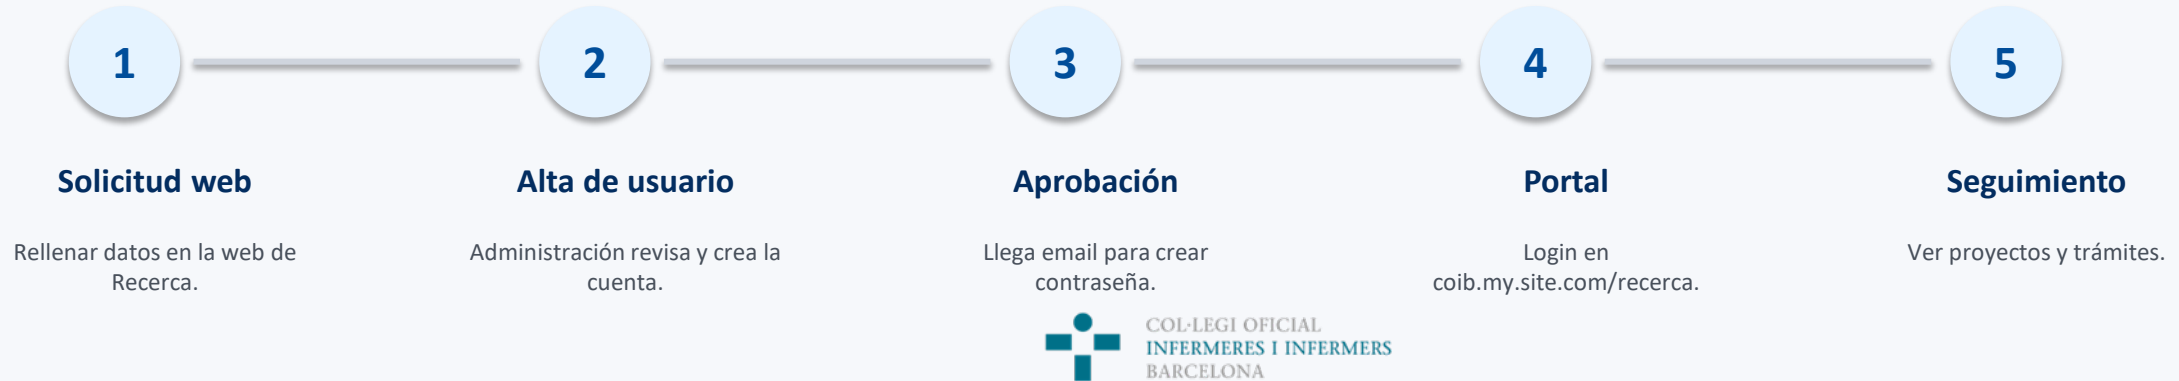 1
2
3
4
5
Solicitud web
Alta de usuario
Aprobación
Portal
Seguimiento
Rellenar datos en la web de
Recerca.
Administración revisa y crea la
cuenta.
Llega email para crear
contraseña.
Login en
coib.my.site.com/recerca.
Ver proyectos y trámites.
COL·LEGI OFICIAL
INFERMERES I INFERMERS
BARCELONA